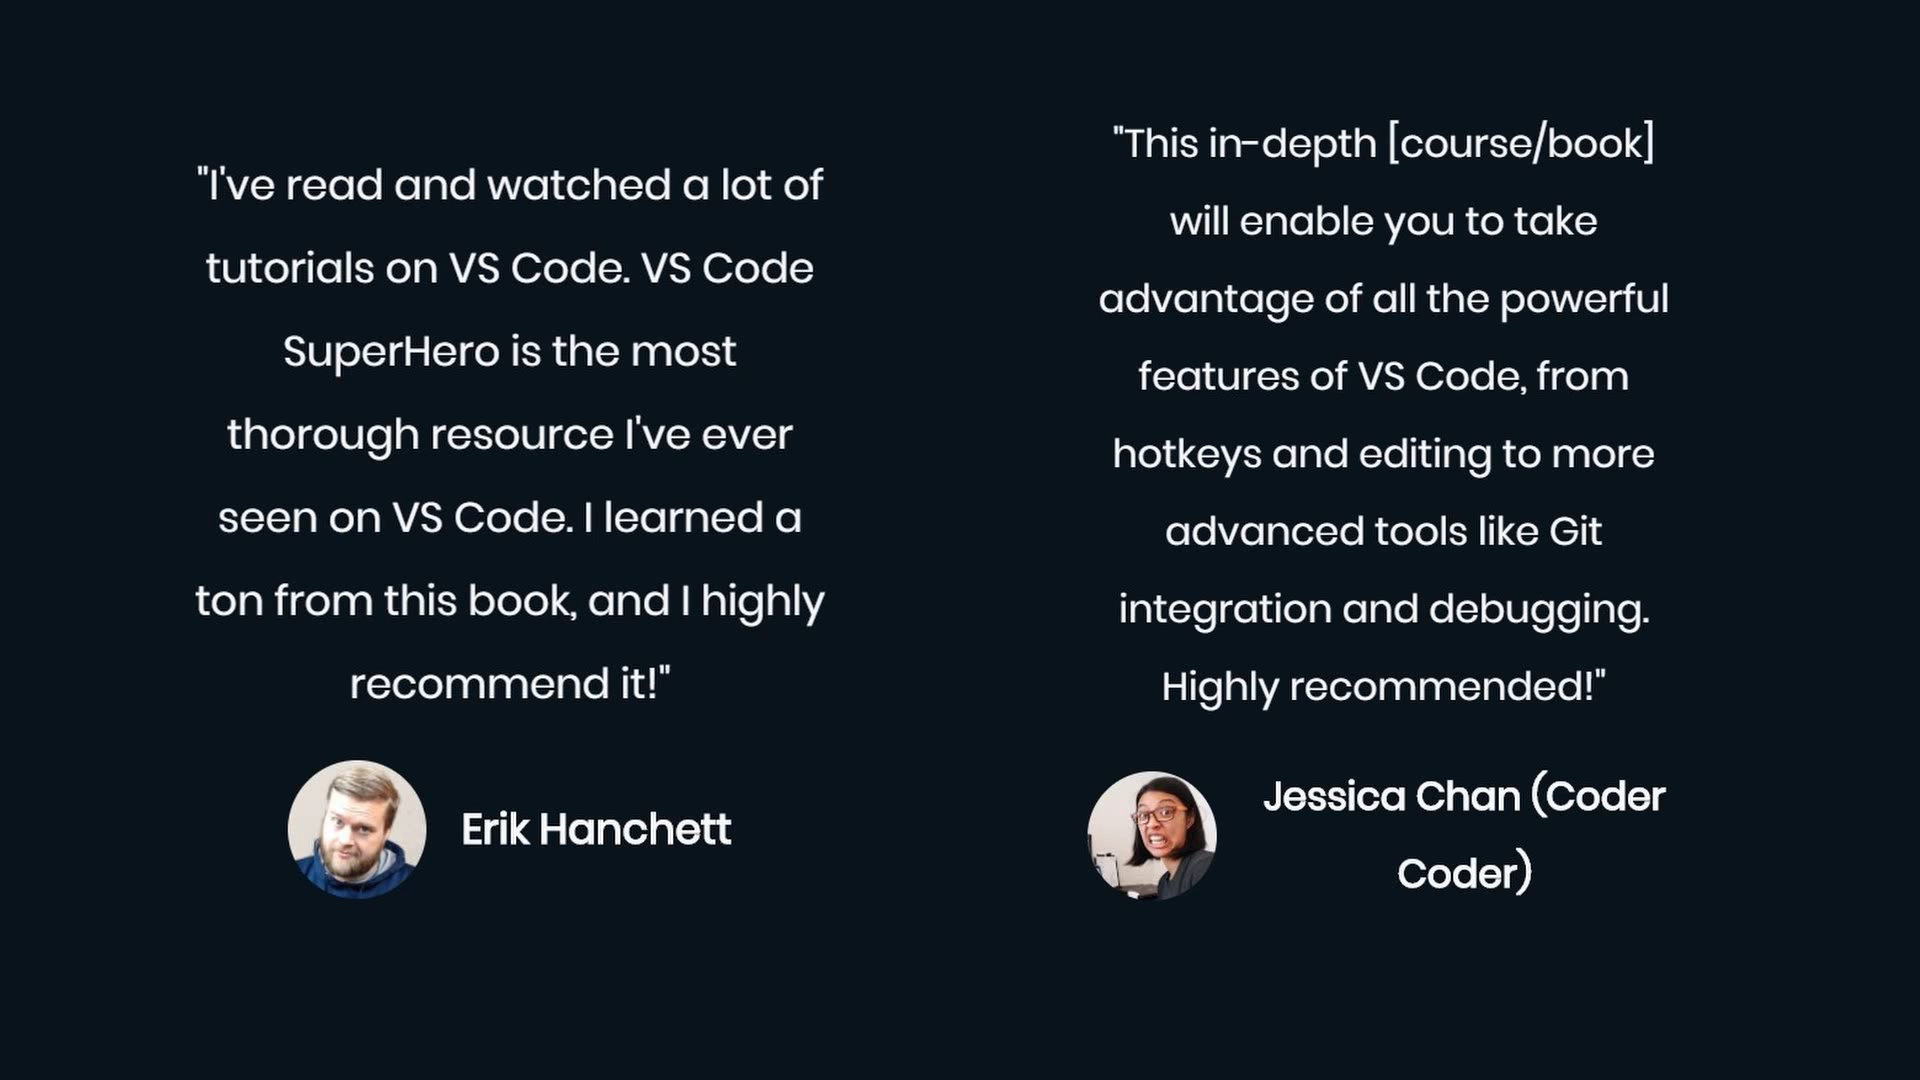 "I've read and watched a lot of
tutorials on VS Code. VS Code
SuperHero is the most
thorough resource I've ever
seen on VS Code. I learned a
ton from this book, and I highly
recommend it!"
Erik Hanchett
"This in-depth [course/book]
will enable you to take
advantage of all the powerful
features of VS Code, from
hotkeys and editing to more
advanced tools like Git
integration and debugging.
Highly recommended!"
Jessica Chan (Coder
Coder)